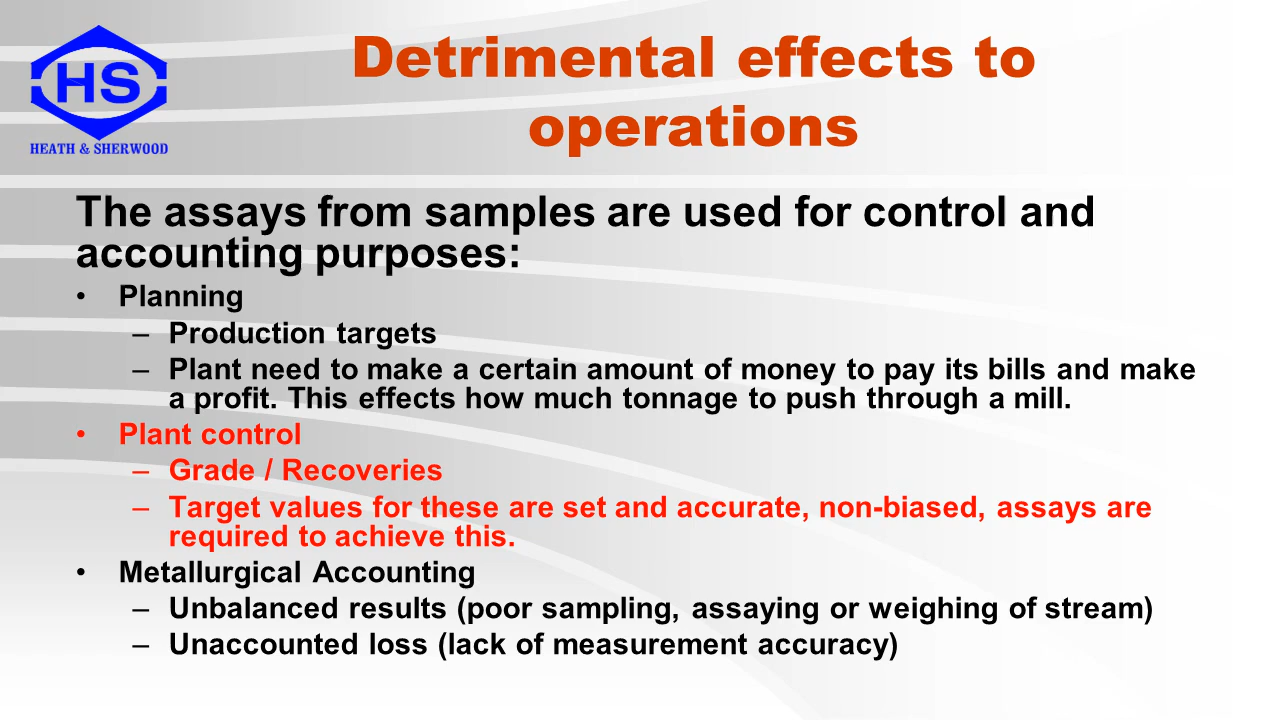 HS
HEATH & SHERWOOD
Detrimental effects to
operations
The assays from samples are used for control and
accounting purposes:
• Planning
– Production targets
– Plant need to make a certain amount of money to pay its bills and make
a profit. This effects how much tonnage to push through a mill.
• Plant control
– Grade / Recoveries
– Target values for these are set and accurate, non-biased, assays are
required to achieve this.
• Metallurgical Accounting
– Unbalanced results (poor sampling, assaying or weighing of stream)
– Unaccounted loss (lack of measurement accuracy)